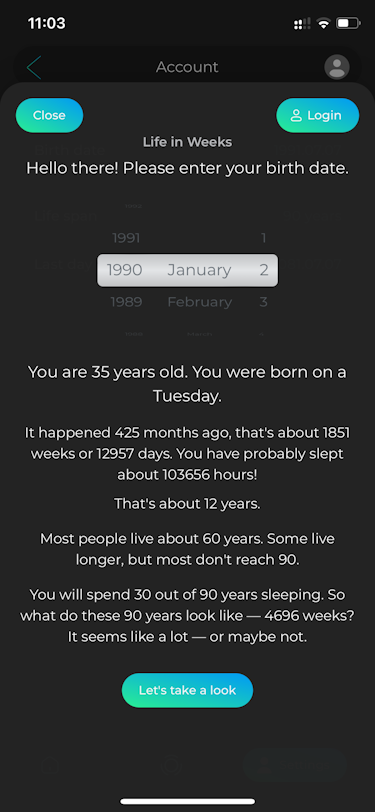 11:03
Account
Close
Login
Life in Weeks
Hello there! Please enter your birth date.
1991 1
1990 January 2
1989 February 3
You are 35 years old. You were born on a
Tuesday.
It happened 425 months ago, that's about 1851
weeks or 12957 days. You have probably slept
about 103656 hours!
That's about 12 years.
Most people live about 60 years. Some live
longer, but most don't reach 90.
You will spend 30 out of 90 years sleeping. So
what do these 90 years look like — 4696 weeks?
It seems like a lot — or maybe not.
Let's take a look